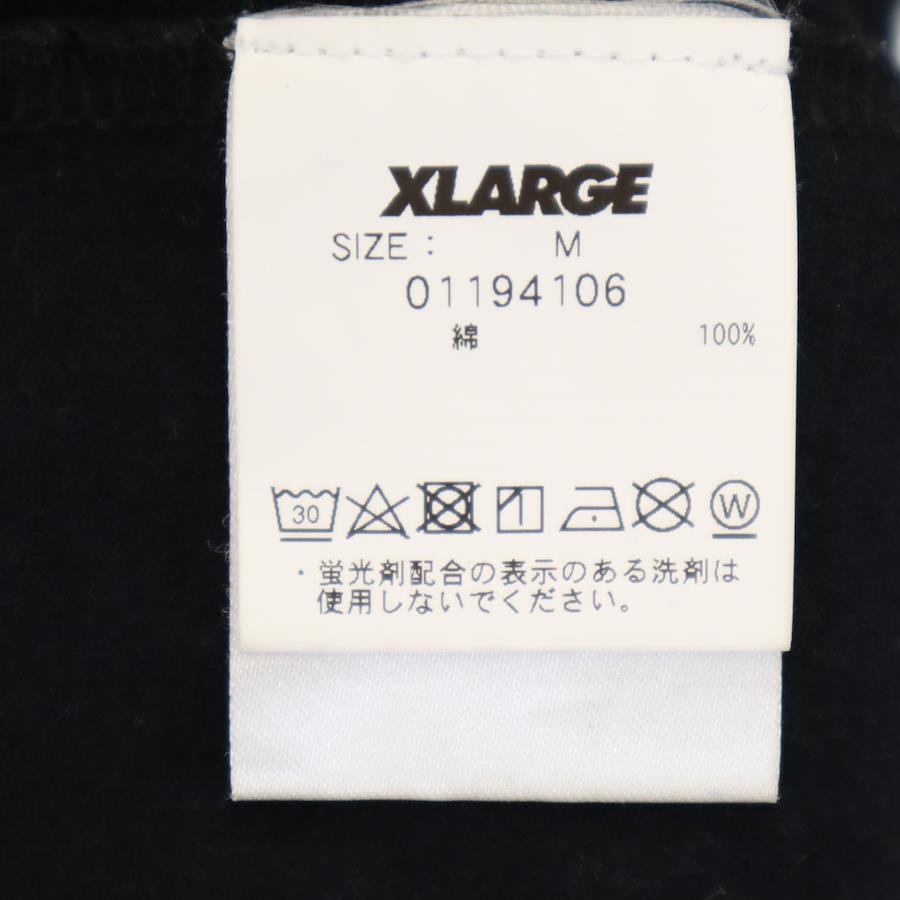 XLARGE
SIZE : M
01194106
綿 100%
30 W
・蛍光剤配合の表示のある洗剤は
使用しないでください。